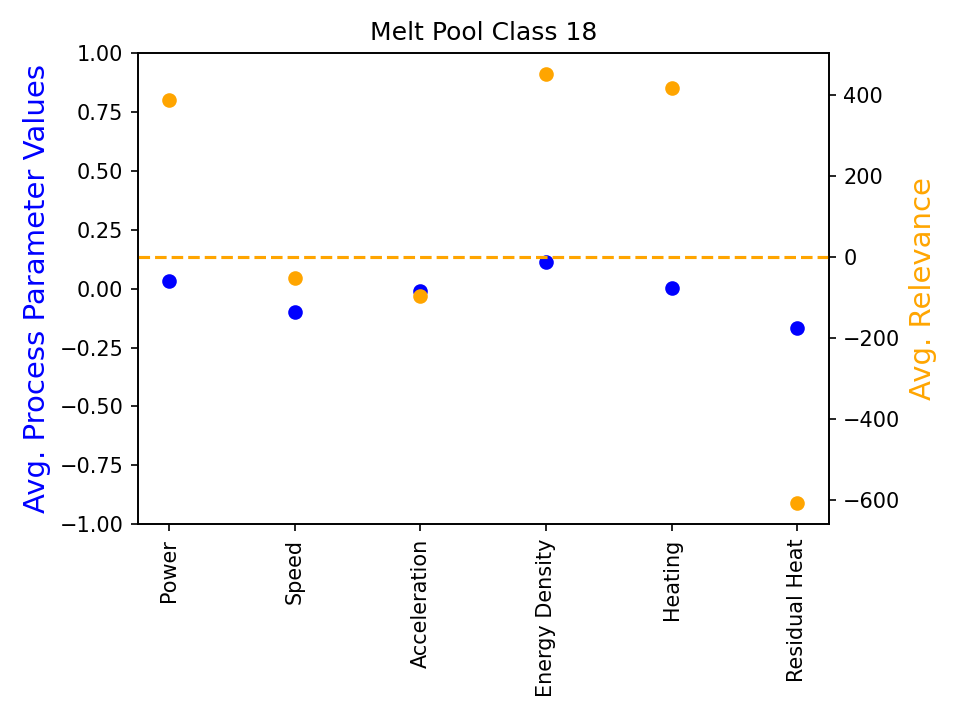 Melt Pool Class 18
Avg. Process Parameter Values
1.00
0.75
0.50
0.25
0.00
−0.25
−0.50
−0.75
−1.00
400
200
0
−200
−400
−600
Avg. Relevance
Power
Speed
Acceleration
Energy Density
Heating
Residual Heat